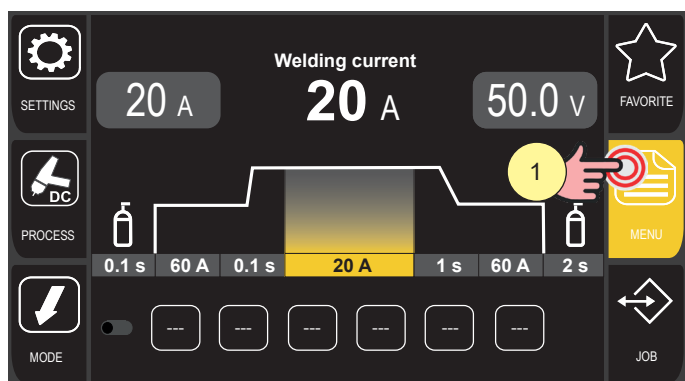 SETTINGS
PROCESS
DC
MODE
Welding current
20 A
20 A
50.0 V
1
0.1 s 60 A 0.1 s 20 A 1 s 60 A 2 s
--- --- --- --- --- ---
FAVORITE
MENU
JOB